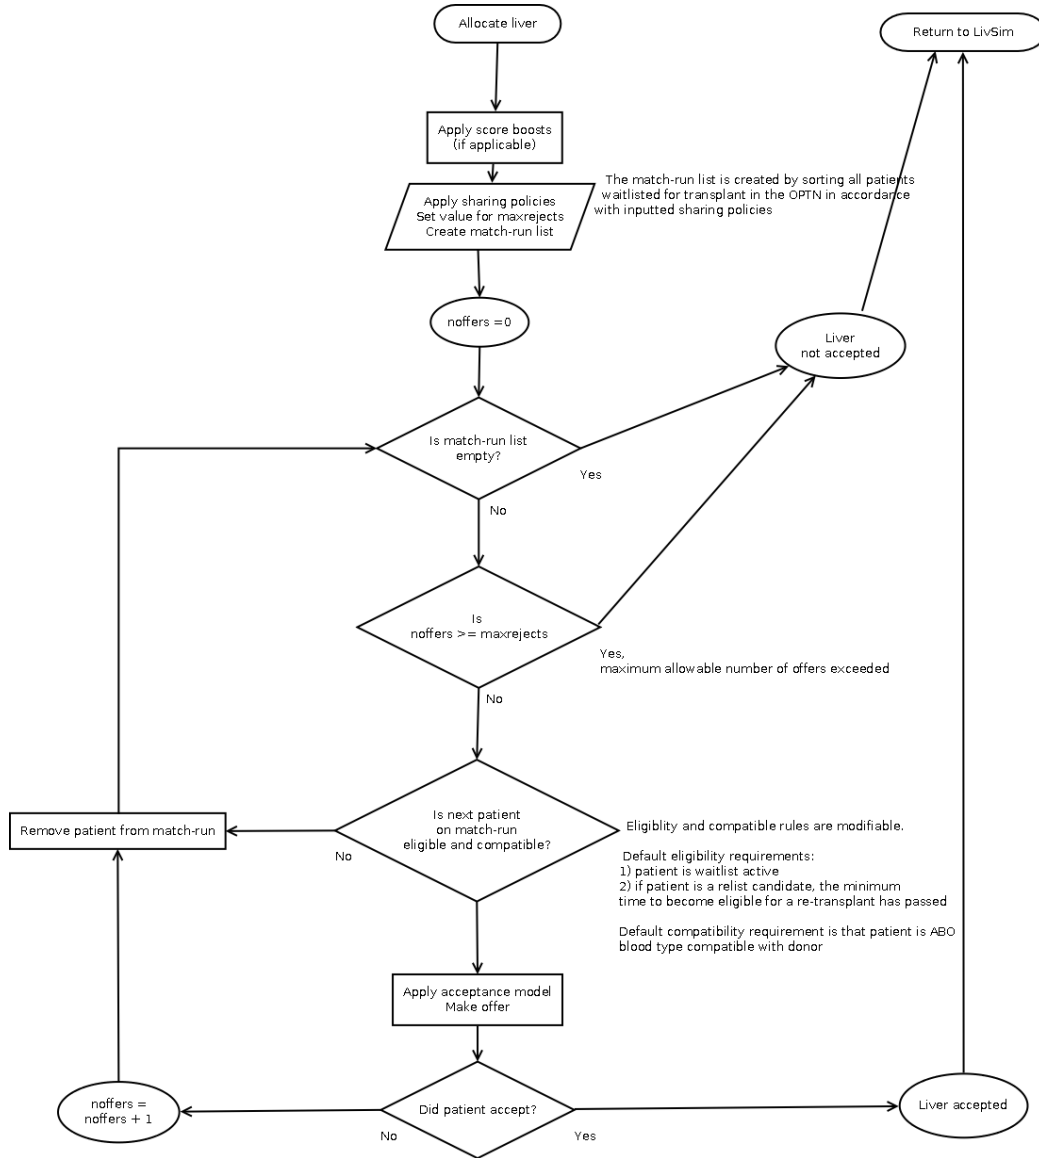 Allocate liver
Return to LivSim
Apply score boosts
(if applicable)
The match-run list is created by sorting all patients
waitlisted for transplant in the OPTN in accordance
with inputted sharing policies
Apply sharing policies
Set value for maxrejects
Create match-run list
noffers =0
Liver
not accepted
Is match-run list
empty?
Yes
No
Is
noffers >= maxrejects
Yes,
maximum allowable number of offers exceeded
No
Is next patient
on match-run
eligible and compatible?
Remove patient from match-run
No
Eligiblity and compatible rules are modifiable.
Default eligibility requirements:
1) patient is waitlist active
2) if patient is a relist candidate, the minimum
time to become eligible for a re-transplant has passed
Default compatibility requirement is that patient is ABO
blood type compatible with donor
Apply acceptance model
Make offer
noffers =
noffers + 1
Did patient accept?
Liver accepted
No
Yes